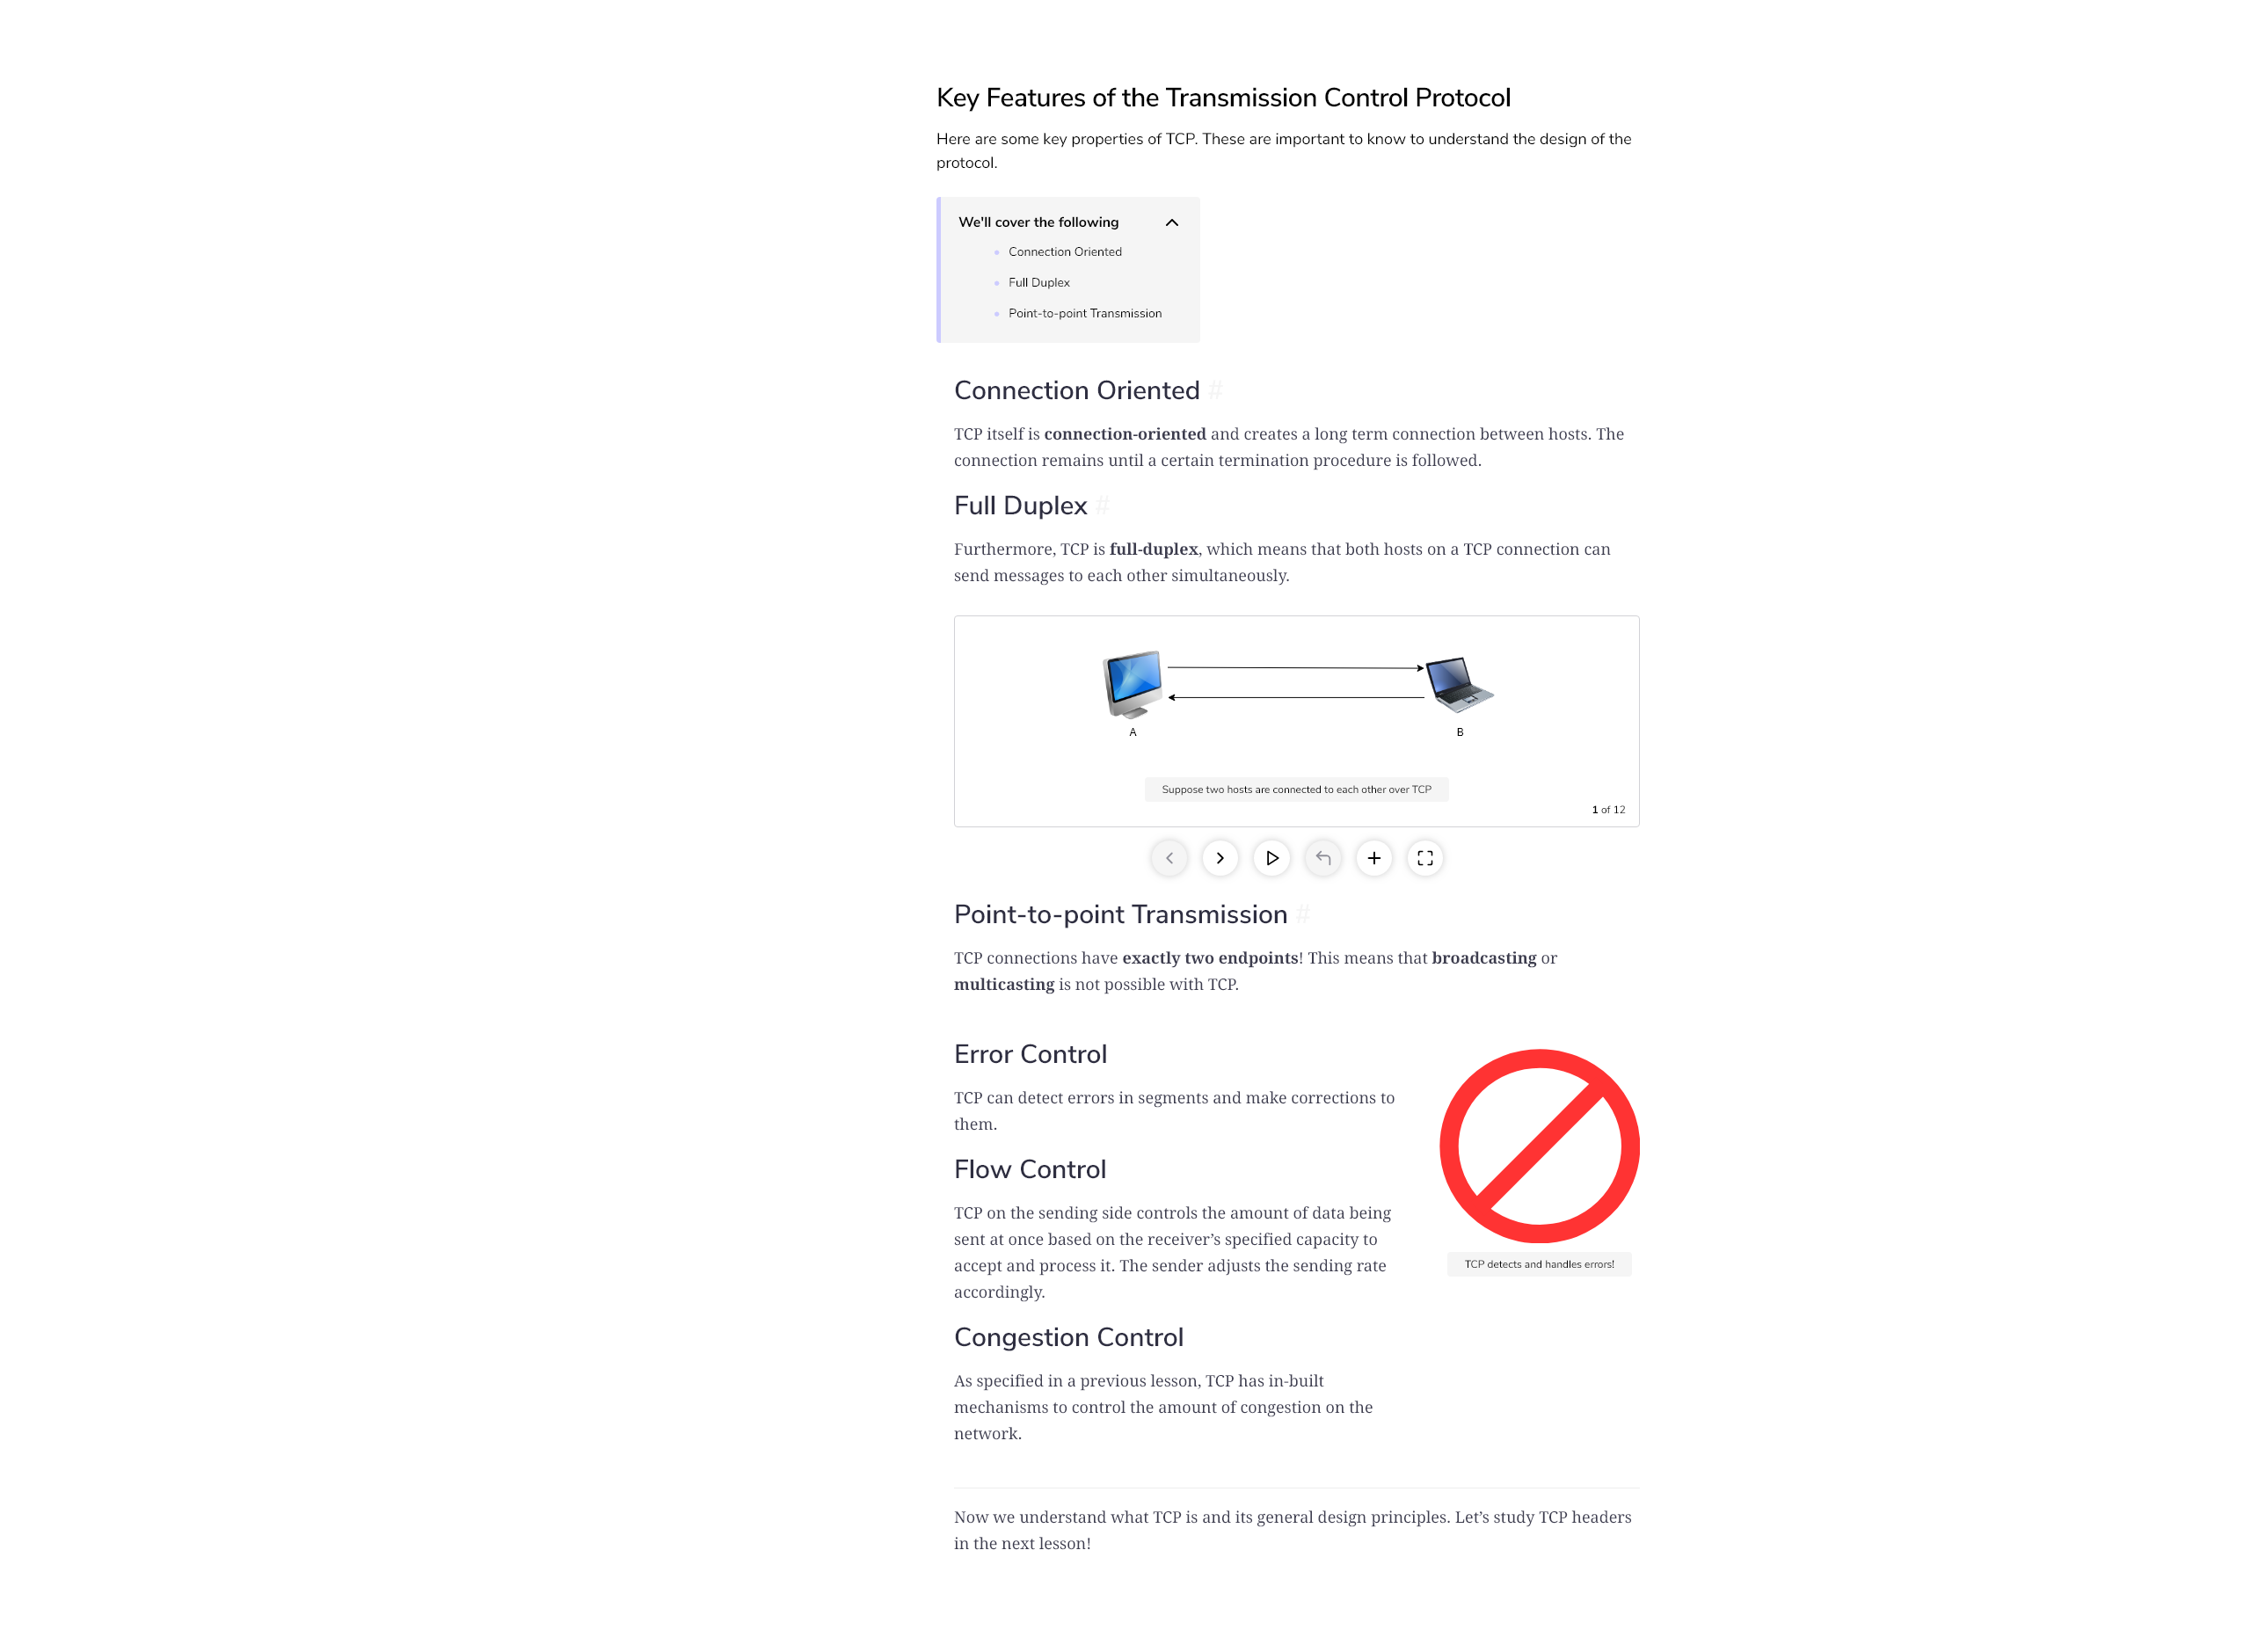 Key Features of the Transmission Control Protocol
Here are some key properties of TCP. These are important to know to understand the design of the
protocol.
We'll cover the following
Connection Oriented
Full Duplex
Point-to-point Transmission
Connection Oriented #
TCP itself is connection-oriented and creates a long term connection between hosts. The
connection remains until a certain termination procedure is followed.
Full Duplex #
Furthermore, TCP is full-duplex, which means that both hosts on a TCP connection can
send messages to each other simultaneously.
A
B
Suppose two hosts are connected to each other over TCP
1 of 12
Point-to-point Transmission #
TCP connections have exactly two endpoints! This means that broadcasting or
multicasting is not possible with TCP.
Error Control
TCP can detect errors in segments and make corrections to
them.
Flow Control
TCP on the sending side controls the amount of data being
sent at once based on the receiver’s specified capacity to
accept and process it. The sender adjusts the sending rate
accordingly.
TCP detects and handles errors!
Congestion Control
As specified in a previous lesson, TCP has in-built
mechanisms to control the amount of congestion on the
network.
Now we understand what TCP is and its general design principles. Let’s study TCP headers
in the next lesson!